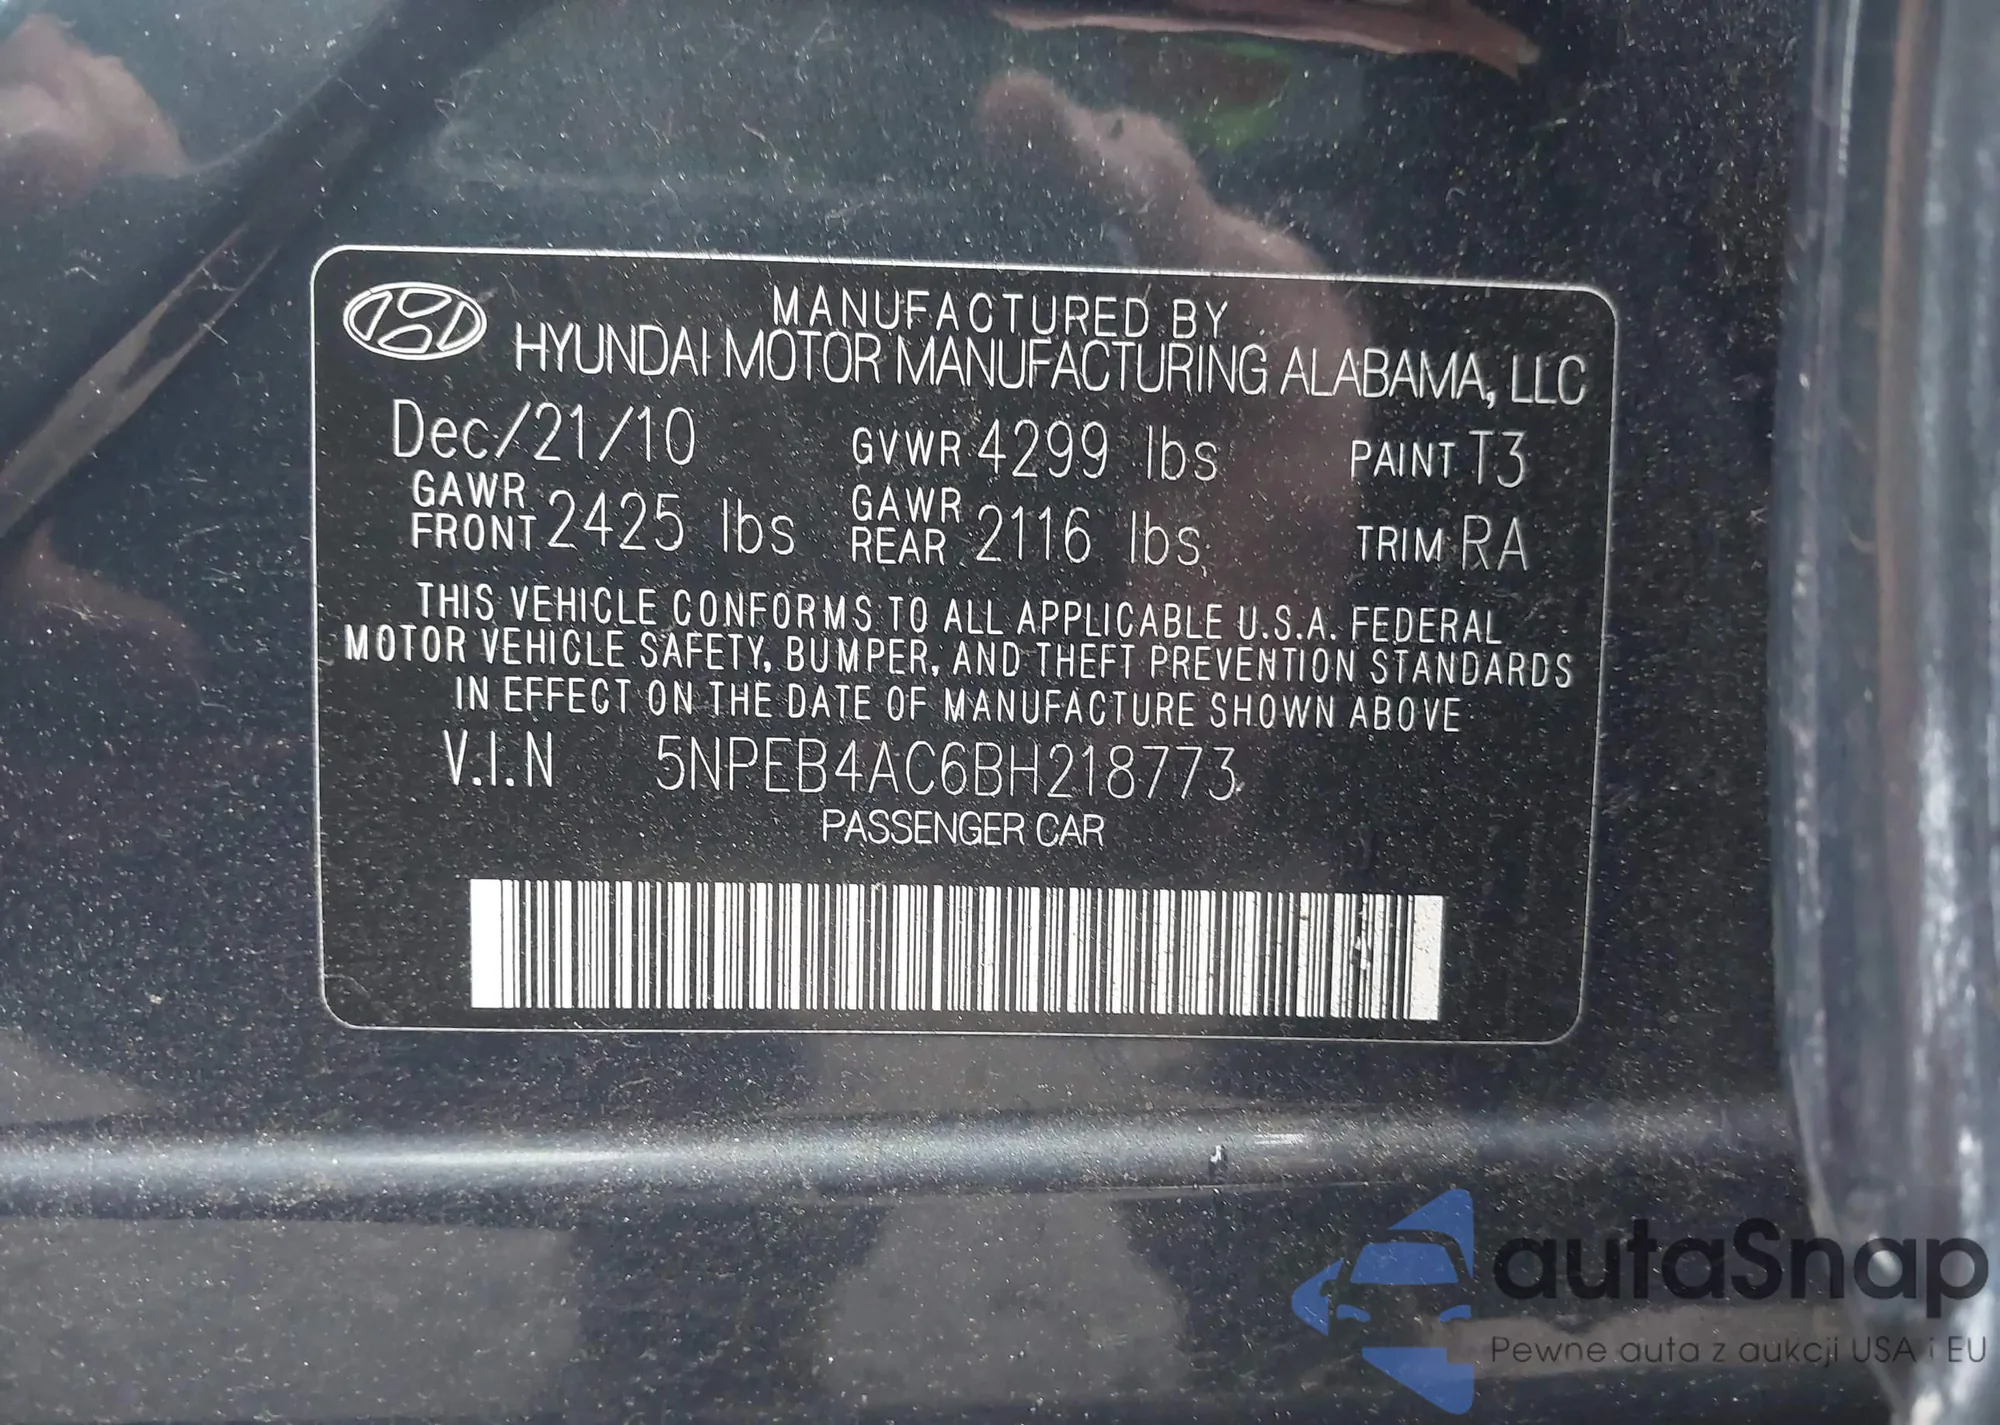 MANUFACTURED BY
HYUNDAI MOTOR MANUFACTURING ALABAMA, LLC
Dec/21/10 GVWR 4299 lbs PAINT T3
GAWR FRONT 2425 lbs GAWR REAR 2116 lbs TRIM RA
THIS VEHICLE CONFORMS TO ALL APPLICABLE U.S.A. FEDERAL
MOTOR VEHICLE SAFETY, BUMPER, AND THEFT PREVENTION STANDARDS
IN EFFECT ON THE DATE OF MANUFACTURE SHOWN ABOVE
V.I.N 5NPEB4AC6BH218773
PASSENGER CAR
autaSnap
Pewne auta z aukcji USA i EU